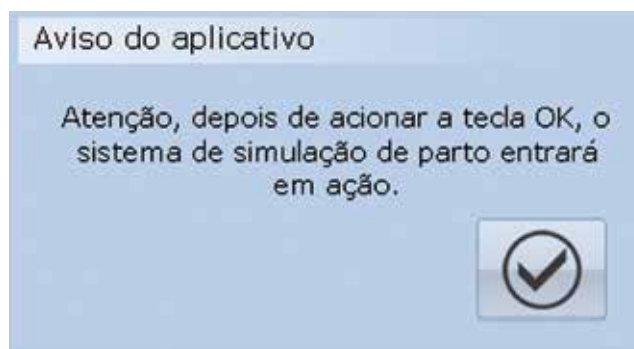 Aviso do aplicativo
Atenção, depois de acionar a tecla OK, o
sistema de simulação de parto entrará
em ação.